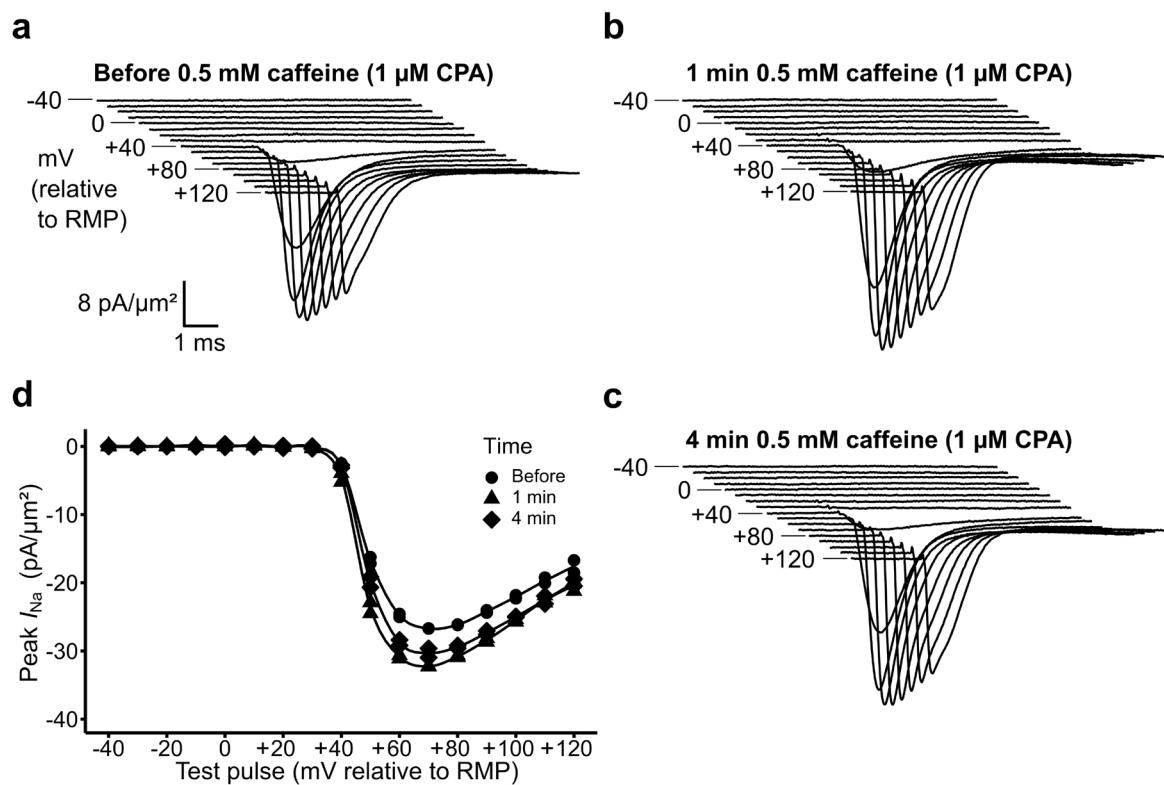 a
Before 0.5 mM caffeine (1 µM CPA)
-40
0
+40
+80
+120
mV
(relative
to RMP)
8 pA/µm²
1 ms
b
1 min 0.5 mM caffeine (1 µM CPA)
-40
0
+40
+80
+120
c
4 min 0.5 mM caffeine (1 µM CPA)
-40
0
+40
+80
+120
d
Peak INa (pA/µm²)
0
-10
-20
-30
-40
Time
Before
1 min
4 min
-40 -20 0 +20 +40 +60 +80 +100 +120
Test pulse (mV relative to RMP)